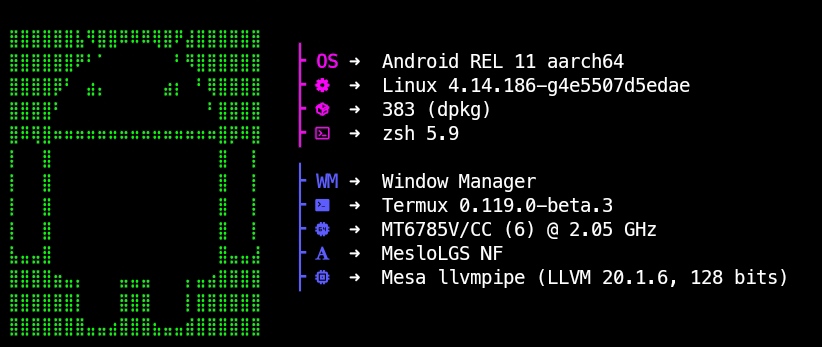 OS → Android REL 11 aarch64
→ Linux 4.14.186-g4e5507d5edae
→ 383 (dpkg)
→ zsh 5.9
WM → Window Manager
→ Termux 0.119.0-beta.3
→ MT6785V/CC (6) @ 2.05 GHz
→ MesloLGS NF
→ Mesa llvmpipe (LLVM 20.1.6, 128 bits)